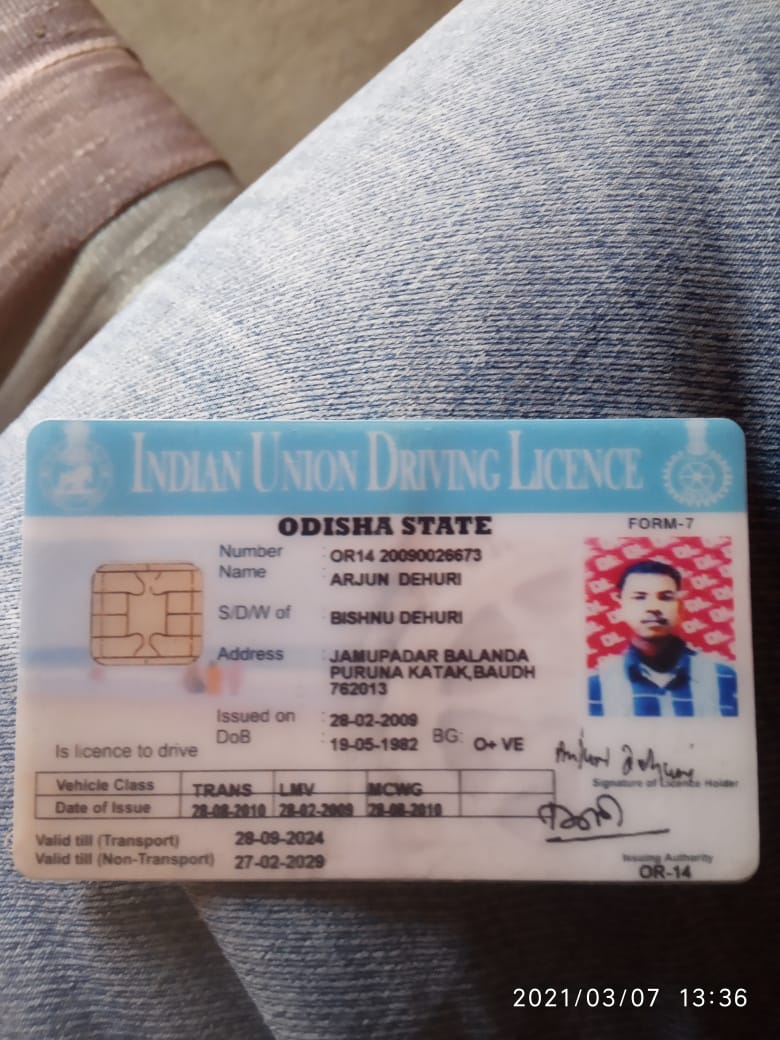 INDIAN UNION DRIVING LICENCE
ODISHA STATE
FORM-7
Number : OR14 20090026673
Name : ARJUN DEHURI
S/D/W of : BISHNU DEHURI
Address : JAMUPADAR BALANDA
PURUNA KATAK,BAUDH
762013
Issued on : 28-02-2009
DoB : 19-05-1982 BG: O+ VE
Is licence to drive
Signature of Licence Holder
Vehicle Class TRANS LMV MCWG
Date of Issue 28-08-2010 28-02-2009 28-08-2010
Valid till (Transport) 28-09-2024
Valid till (Non-Transport) 27-02-2029
Issuing Authority
OR-14
2021/03/07 13:36